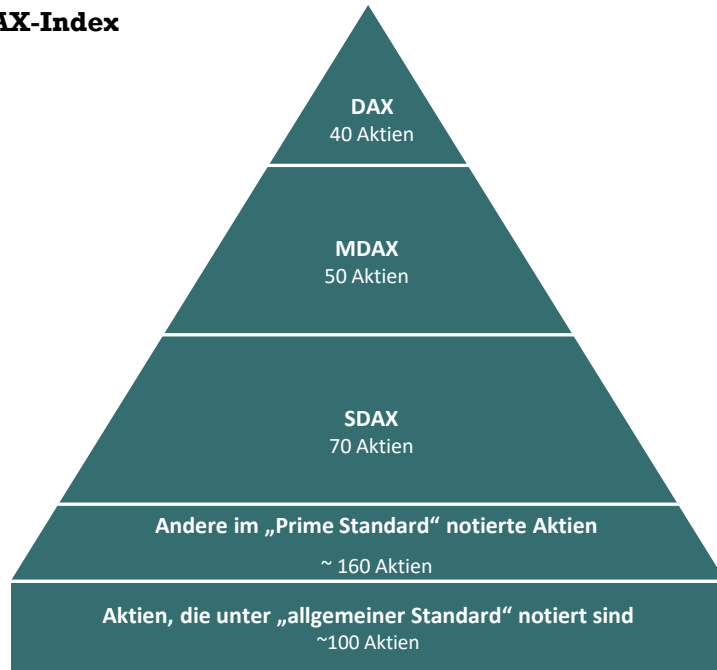 AX-Index
DAX
40 Aktien
MDAX
50 Aktien
SDAX
70 Aktien
Andere im „Prime Standard“ notierte Aktien
~ 160 Aktien
Aktien, die unter „allgemeiner Standard“ notiert sind
~100 Aktien